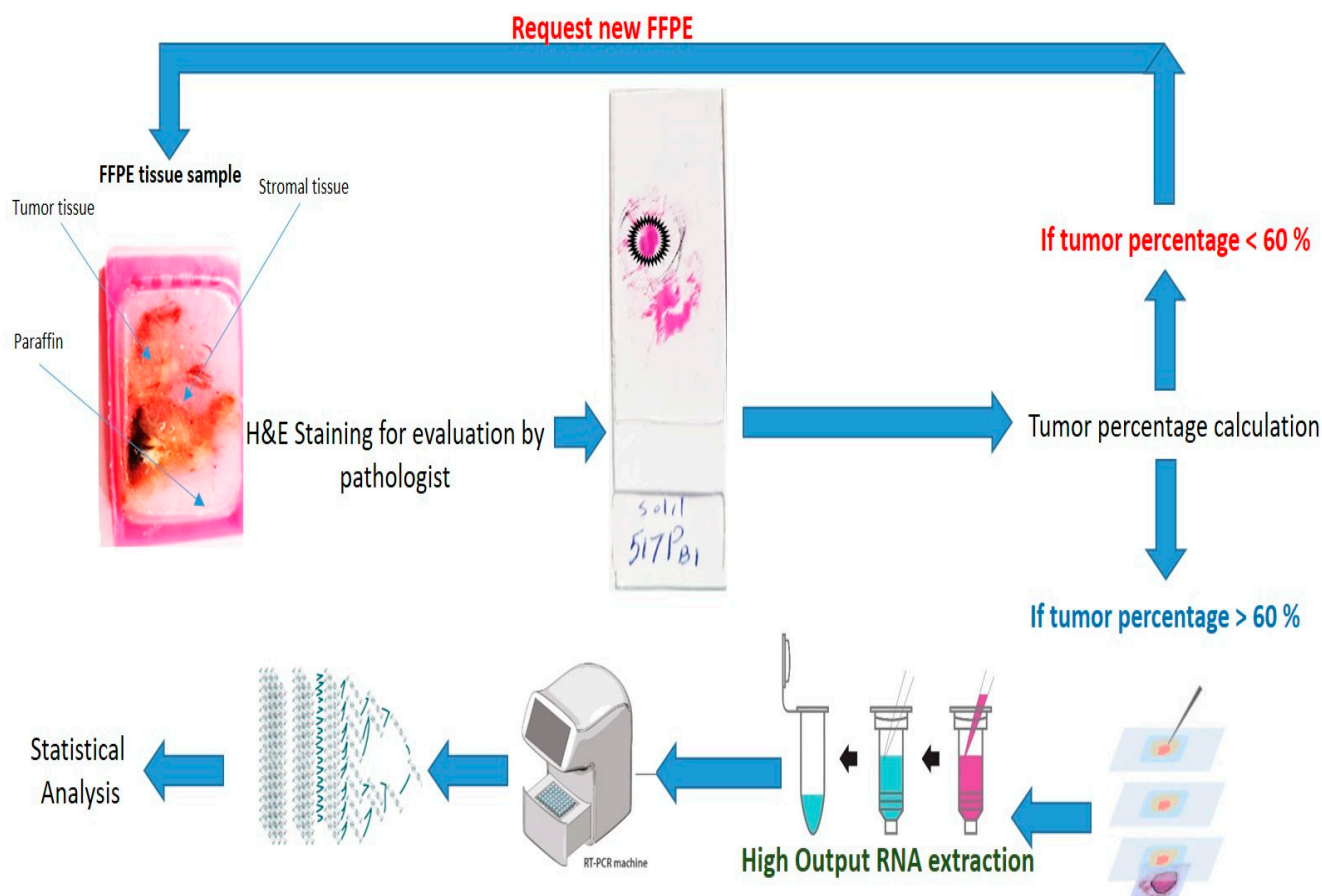 Request new FFPE
FFPE tissue sample
Stromal tissue
Tumor tissue
Paraffin
If tumor percentage < 60 %
H&E Staining for evaluation by
pathologist
Tumor percentage calculation
solil
517PB1
If tumor percentage > 60 %
Statistical
Analysis
RT-PCR machine
High Output RNA extraction